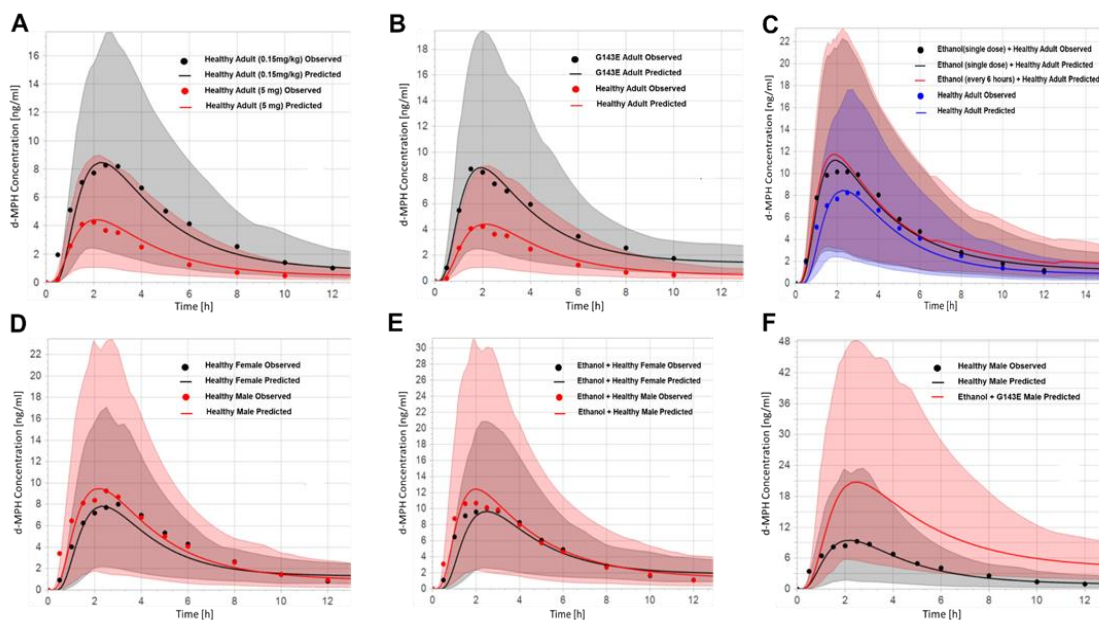 A
d-MPH Concentration [ng/ml]
16
14
12
10
8
6
4
2
0
Healthy Adult (0.15mg/kg) Observed
Healthy Adult (0.15mg/kg) Predicted
Healthy Adult (5 mg) Observed
Healthy Adult (5 mg) Predicted
0 2 4 6 8 10 12
Time [h]
B
d-MPH Concentration [ng/ml]
18
16
14
12
10
8
6
4
2
0
G143E Adult Observed
G143E Adult Predicted
Healthy Adult Observed
Healthy Adult Predicted
0 2 4 6 8 10 12
Time [h]
C
d-MPH Concentration [ng/ml]
22
20
18
16
14
12
10
8
6
4
2
0
Ethanol(single dose) + Healthy Adult Observed
Ethanol (single dose) + Healthy Adult Predicted
Ethanol (every 6 hours) + Healthy Adult Predicted
Healthy Adult Observed
Healthy Adult Predicted
0 2 4 6 8 10 12 14
Time [h]
D
d-MPH Concentration [ng/ml]
22
20
18
16
14
12
10
8
6
4
2
0
Healthy Female Observed
Healthy Female Predicted
Healthy Male Observed
Healthy Male Predicted
0 2 4 6 8 10 12
Time [h]
E
d-MPH Concentration [ng/ml]
30
28
26
24
22
20
18
16
14
12
10
8
6
4
2
0
Ethanol + Healthy Female Observed
Ethanol + Healthy Female Predicted
Ethanol + Healthy Male Observed
Ethanol + Healthy Male Predicted
0 2 4 6 8 10 12
Time [h]
F
d-MPH Concentration [ng/ml]
48
42
36
30
24
18
12
6
0
Healthy Male Observed
Healthy Male Predicted
Ethanol + G143E Male Predicted
0 2 4 6 8 10 12
Time [h]